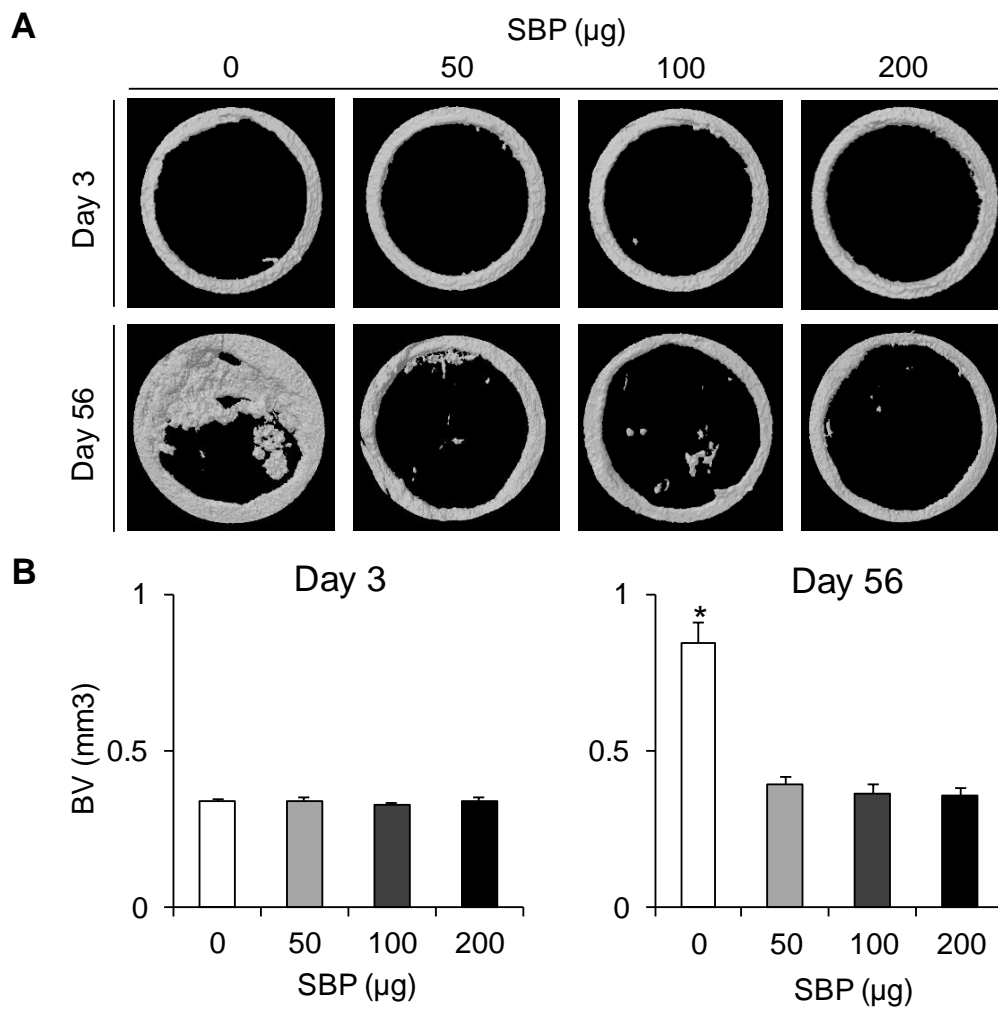 A
SBP (µg)
0 50 100 200
Day 3
Day 56
B
Day 3 Day 56
1 1
*
BV (mm3)
0.5 0.5
0 0
0 50 100 200 0 50 100 200
SBP (µg) SBP (µg)